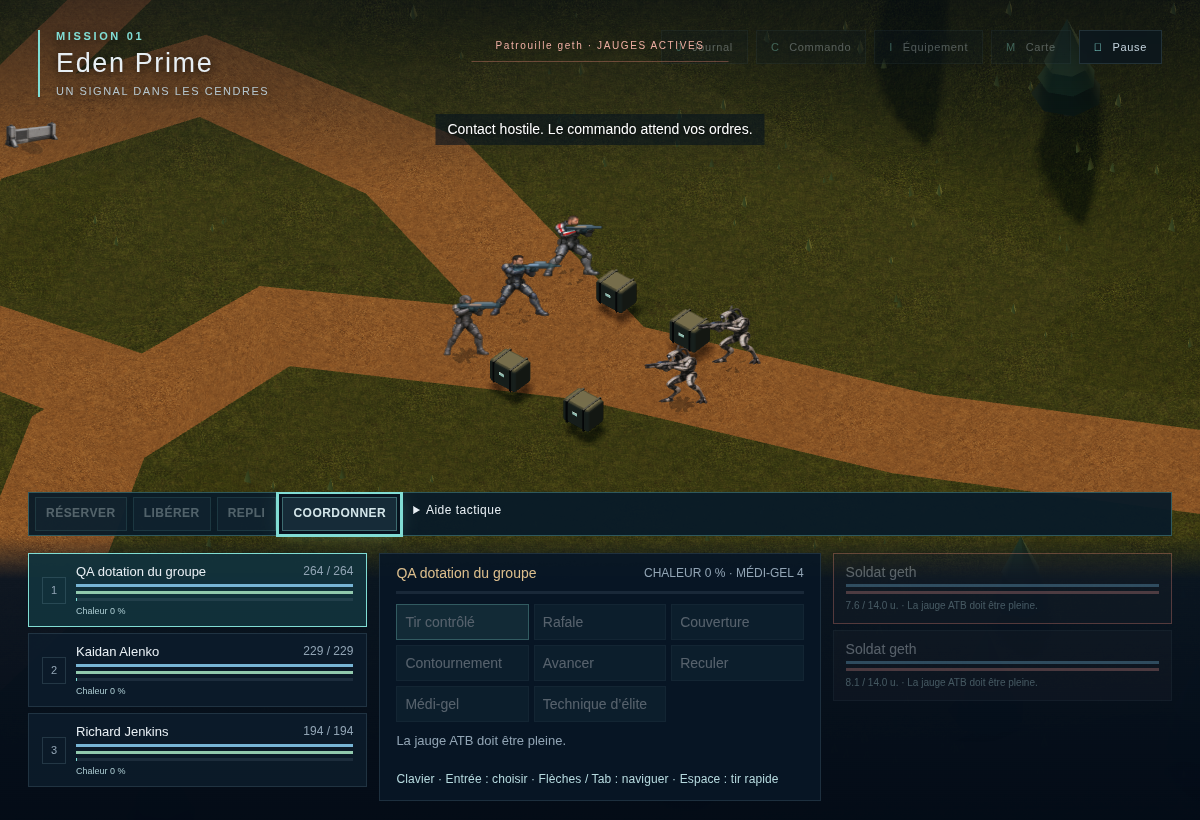 MISSION 01
Eden Prime
UN SIGNAL DANS LES CENDRES
Patrouille geth · JAUGES ACTIVES
Journal
C Commando
I Équipement
M Carte
Pause
Contact hostile. Le commando attend vos ordres.
RÉSERVER
LIBÉRER
REPLI
COORDONNER
Aide tactique
1
QA dotation du groupe
264 / 264
Chaleur 0 %
2
Kaidan Alenko
229 / 229
Chaleur 0 %
3
Richard Jenkins
194 / 194
Chaleur 0 %
QA dotation du groupe
CHALEUR 0 % · MÉDI-GEL 4
Tir contrôlé
Rafale
Couverture
Contournement
Avancer
Reculer
Médi-gel
Technique d’élite
La jauge ATB doit être pleine.
Clavier · Entrée : choisir · Flèches / Tab : naviguer · Espace : tir rapide
Soldat geth
7.6 / 14.0 u. · La jauge ATB doit être pleine.
Soldat geth
8.1 / 14.0 u. · La jauge ATB doit être pleine.